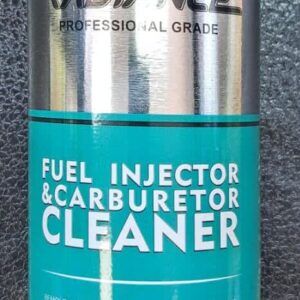 PROFESSIONAL GRADE
FUEL INJECTOR
&CARBURETOR
CLEANER